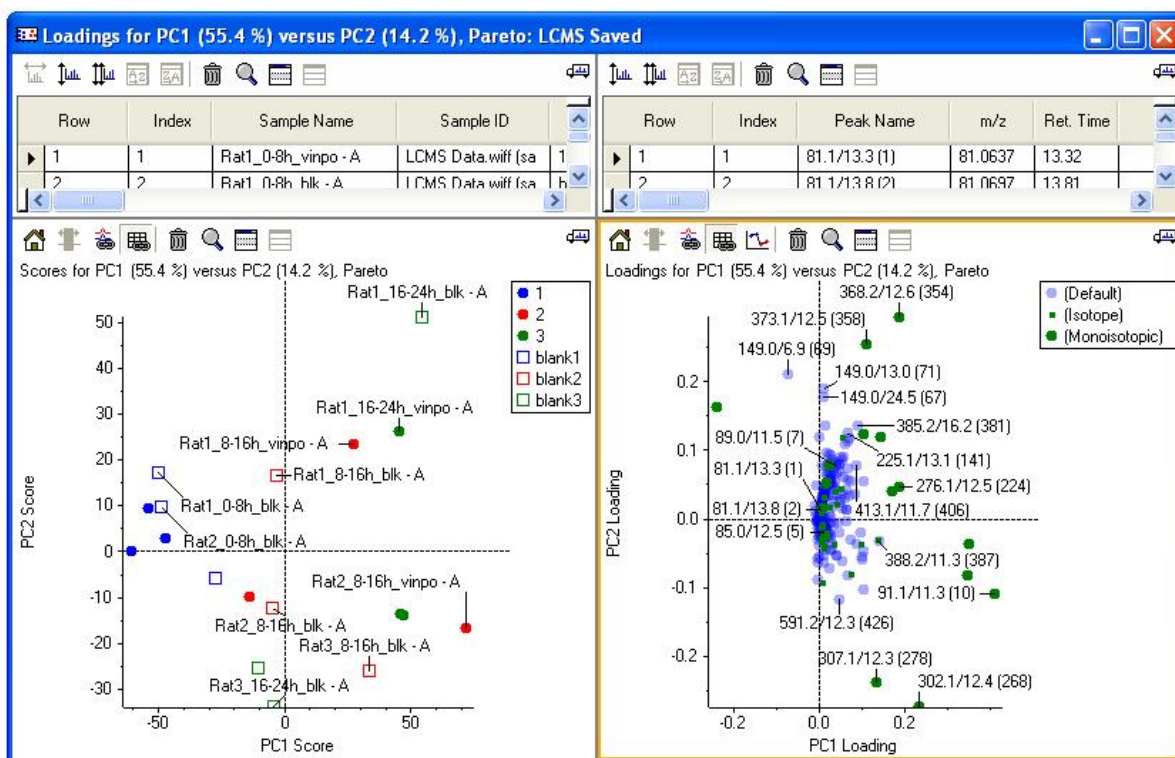 Loadings for PC1 (55.4 %) versus PC2 (14.2 %), Pareto: LCMS Saved
Row Index Sample Name Sample ID
1 1 Rat1_0-8h_vinpo - A LCMS Data.wiff (sa 1
2 2 Rat1_0-8h_blk - A LCMS Data.wiff (sa
Row Index Peak Name m/z Ret. Time
1 1 81.1/13.3 (1) 81.0637 13.32
2 2 81.1/13.8 (2) 81.0697 13.81
Scores for PC1 (55.4 %) versus PC2 (14.2 %), Pareto
Rat1_16-24h_blk - A
1
2
3
blank1
blank2
blank3
Rat1_16-24h_vinpo - A
Rat1_8-16h_vinpo - A
Rat1_8-16h_blk - A
Rat1_0-8h_blk - A
Rat2_0-8h_blk - A
Rat2_8-16h_vinpo - A
Rat2_8-16h_blk - A
Rat3_8-16h_blk - A
Rat3_16-24h_blk - A
50
40
30
20
10
0
-10
-20
-30
PC2 Score
-50 0 50
PC1 Score
Loadings for PC1 (55.4 %) versus PC2 (14.2 %), Pareto
368.2/12.6 (354)
(Default)
(Isotope)
(Monoisotopic)
373.1/12.5 (358)
149.0/6.9 (69)
149.0/13.0 (71)
149.0/24.5 (67)
385.2/16.2 (381)
89.0/11.5 (7)
225.1/13.1 (141)
81.1/13.3 (1)
276.1/12.5 (224)
81.1/13.8 (2)
413.1/11.7 (406)
85.0/12.5 (5)
388.2/11.3 (387)
91.1/11.3 (10)
591.2/12.3 (426)
307.1/12.3 (278)
302.1/12.4 (268)
0.2
0.1
0.0
-0.1
-0.2
PC2 Loading
-0.2 0.0 0.2
PC1 Loading